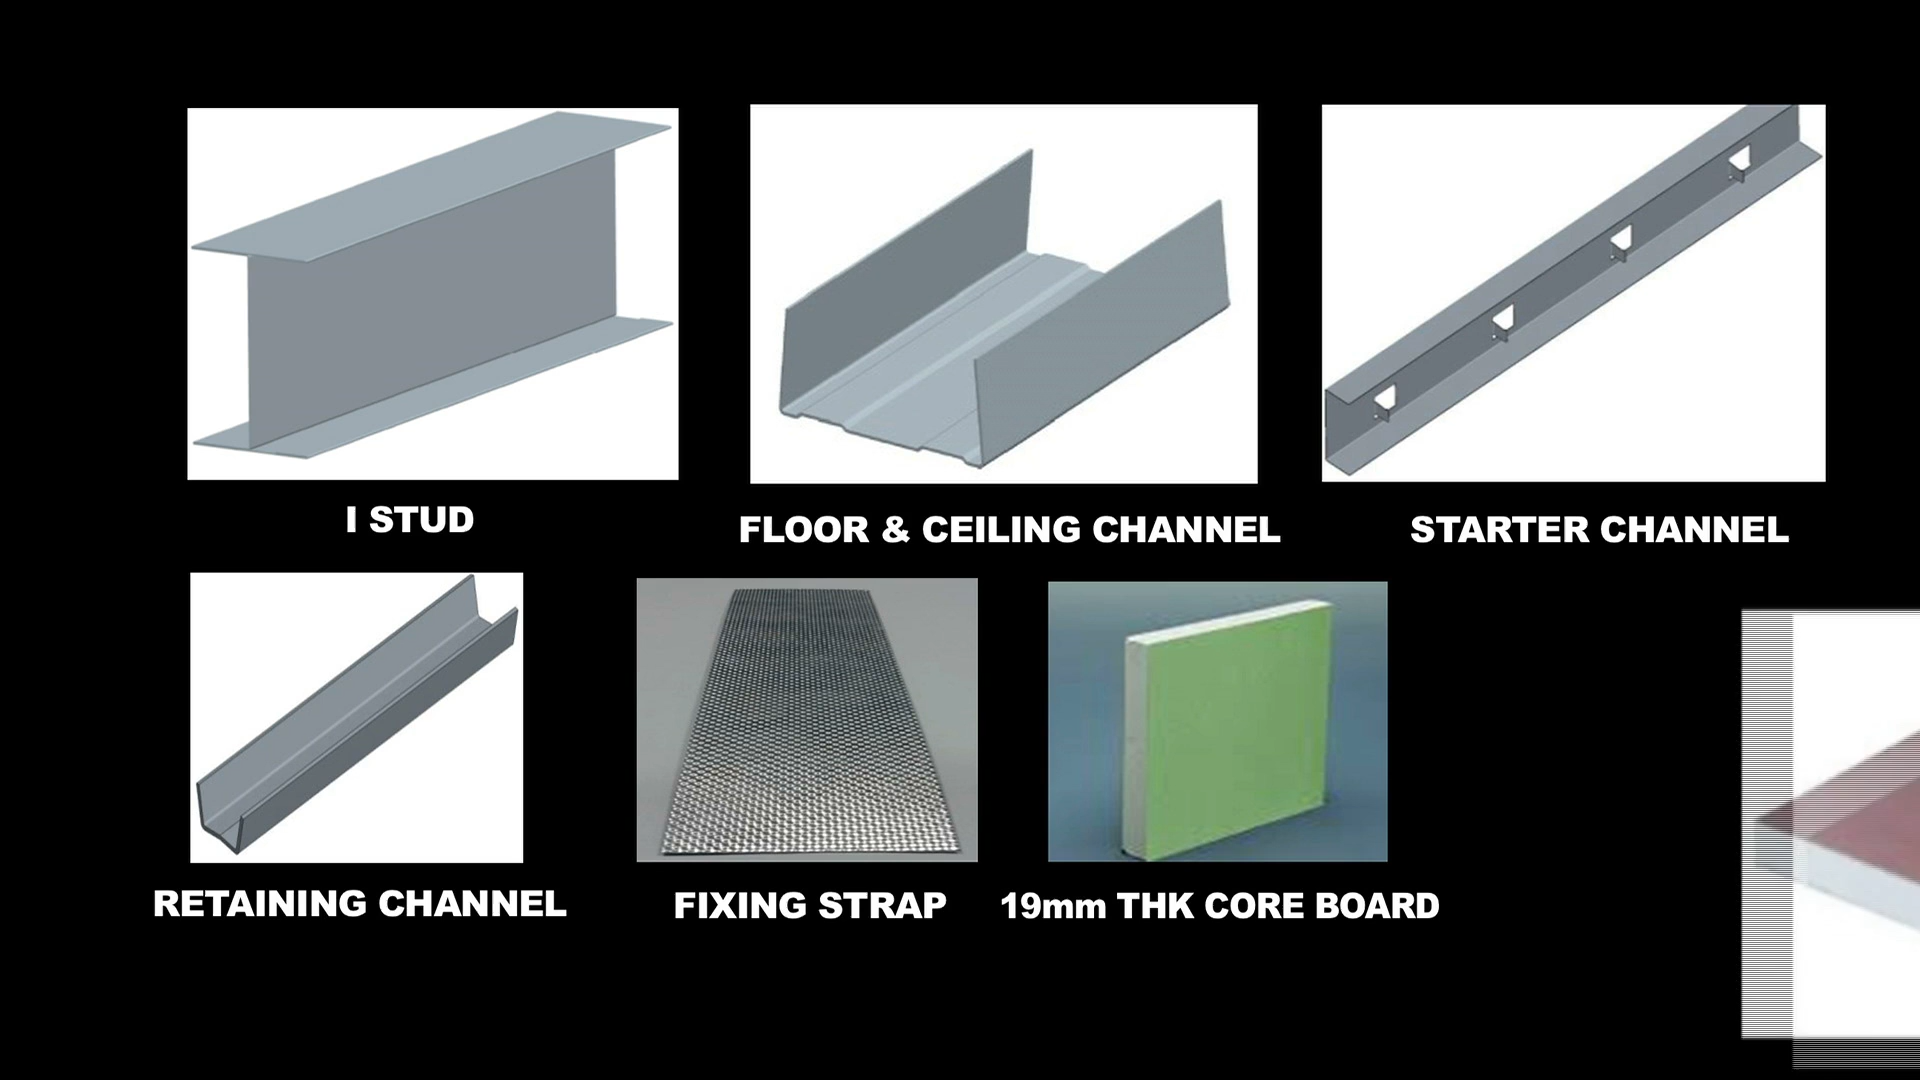 I STUD
FLOOR & CEILING CHANNEL
STARTER CHANNEL
RETAINING CHANNEL
FIXING STRAP
19mm THK CORE BOARD